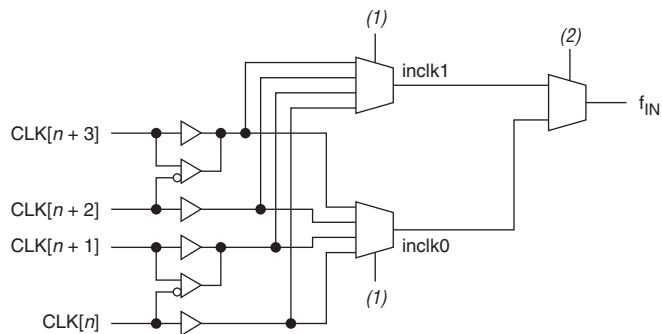 (1)
(2)
inclk1
f_IN
CLK[n + 3]
CLK[n + 2]
CLK[n + 1]
inclk0
(1)
CLK[n]